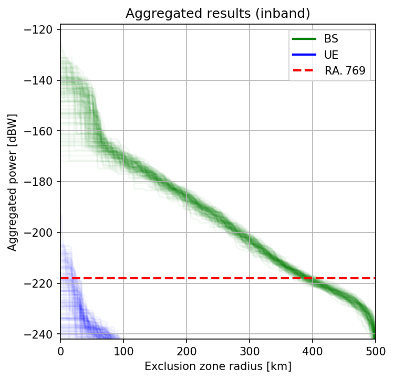 Aggregated results (inband)
−120
−140
−160
−180
−200
−220
−240
Aggregated power [dBW]
BS
UE
RA. 769
0
100
200
300
400
500
Exclusion zone radius [km]